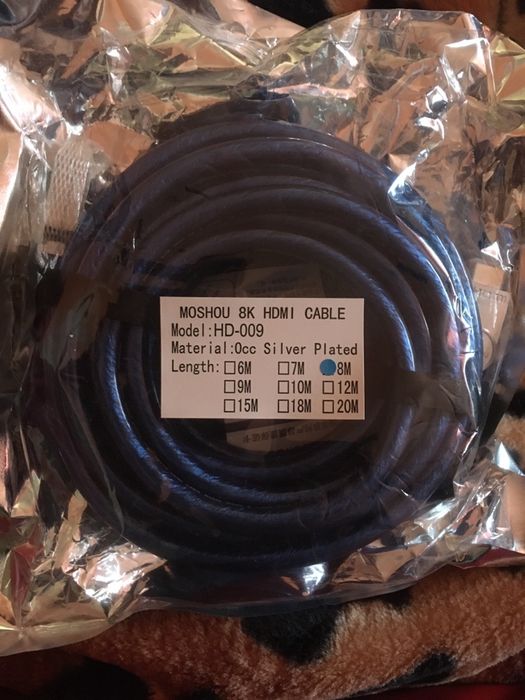 MOSHOU 8K HDMI CABLE
Model:HD-009
Material:Occ Silver Plated
Length: □6M □7M 8M
□9M □10M □12M
□15M □18M □20M